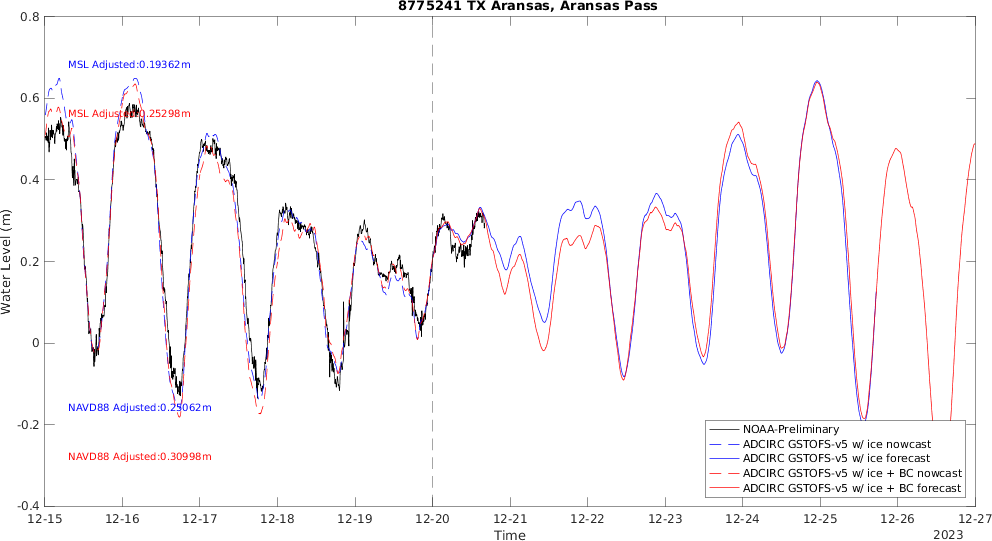 8775241 TX Aransas, Aransas Pass
0.8
0.6
0.4
0.2
0
-0.2
-0.4
Water Level (m)
MSL Adjusted:0.19362m
MSL Adjusted:0.25298m
NAVD88 Adjusted:0.25062m
NAVD88 Adjusted:0.30998m
NOAA-Preliminary
ADCIRC GSTOFS-v5 w/ ice nowcast
ADCIRC GSTOFS-v5 w/ ice forecast
ADCIRC GSTOFS-v5 w/ ice + BC nowcast
ADCIRC GSTOFS-v5 w/ ice + BC forecast
12-15 12-16 12-17 12-18 12-19 12-20 12-21 12-22 12-23 12-24 12-25 12-26 12-27
Time
2023